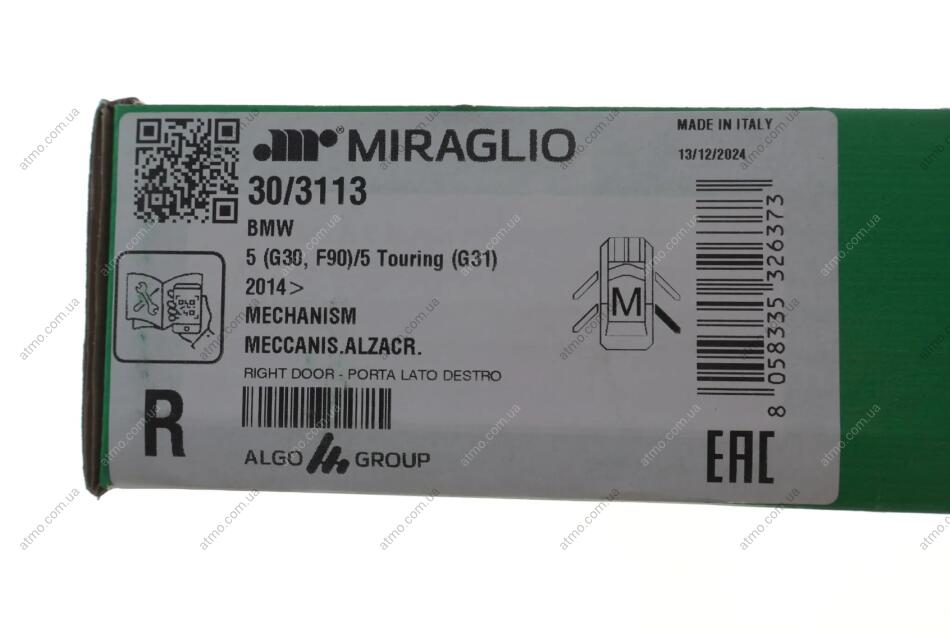 MIRAGLIO
30/3113
BMW
5 (G30, F90)/5 Touring (G31)
2014>
MECHANISM
MECCANIS.ALZACR.
RIGHT DOOR - PORTA LATO DESTRO
R
ALGO GROUP
MADE IN ITALY
13/12/2024
M
8 058335 326373
EAC
atmo.com.ua